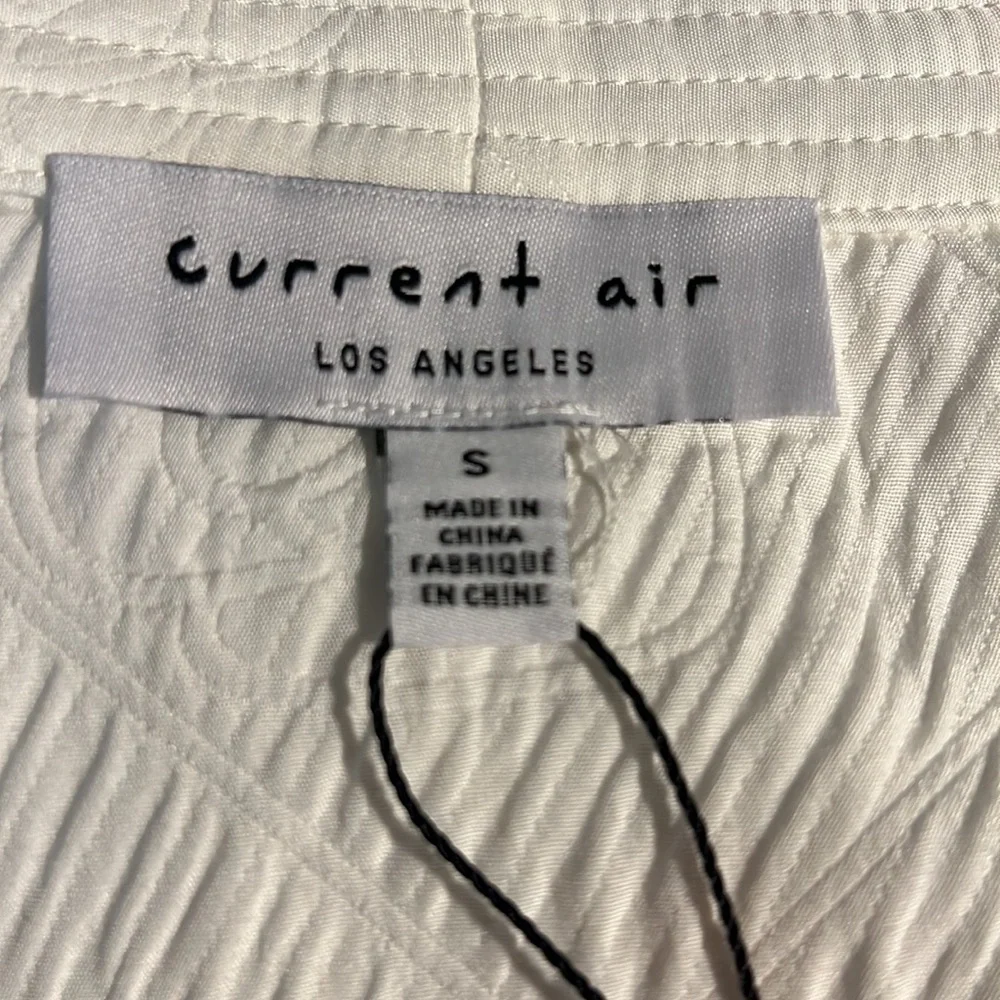 current air
LOS ANGELES
S
MADE IN
CHINA
FABRIQUÉ
EN CHINE